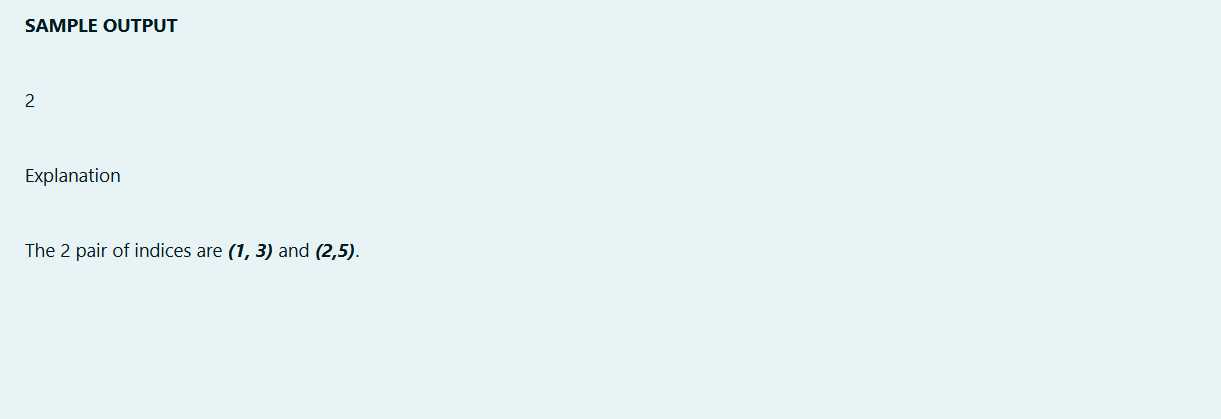 SAMPLE OUTPUT
2
Explanation
The 2 pair of indices are (1, 3) and (2,5).